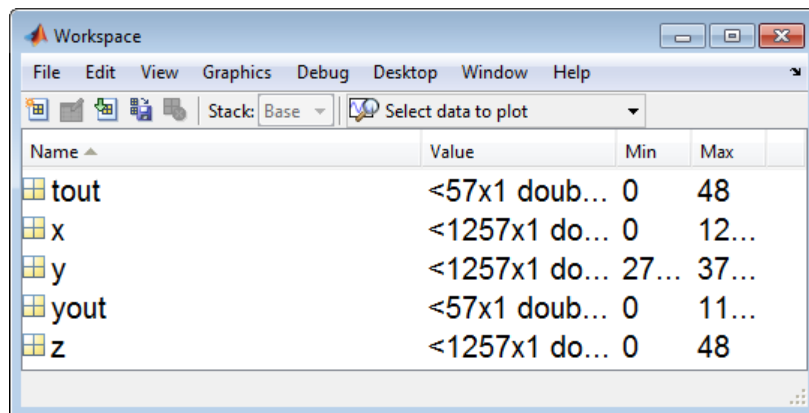 Workspace
File Edit View Graphics Debug Desktop Window Help
Stack: Base Select data to plot
Name Value Min Max
tout <57x1 doub... 0 48
x <1257x1 do... 0 12...
y <1257x1 do... 27... 37...
yout <57x1 doub... 0 11...
z <1257x1 do... 0 48